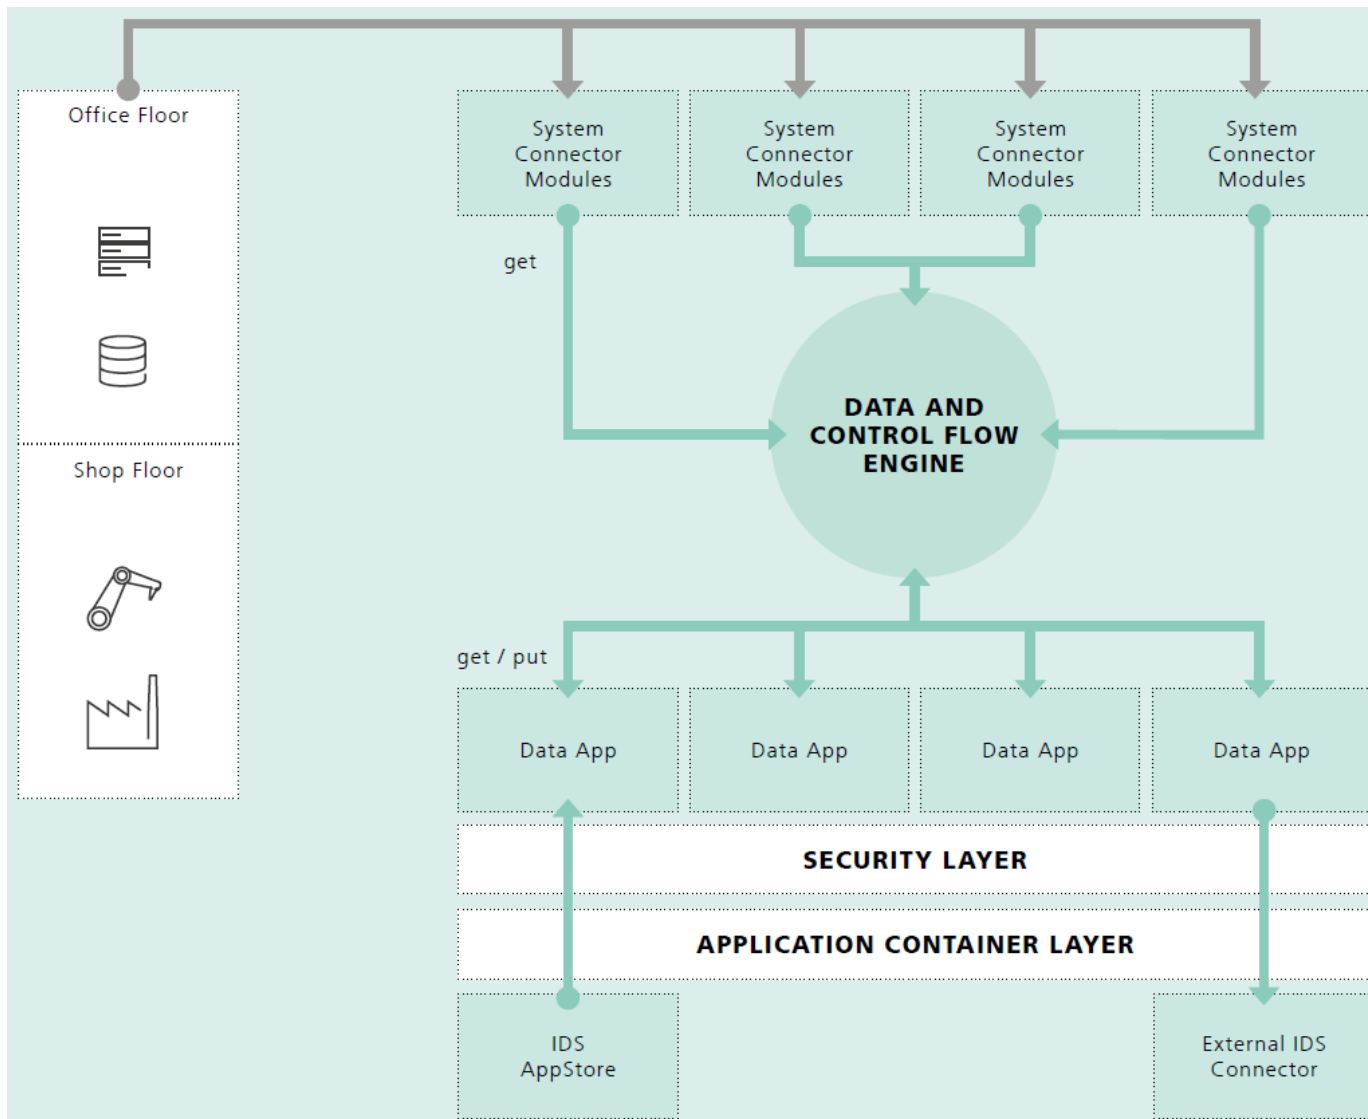 Office Floor
System
Connector
Modules
System
Connector
Modules
System
Connector
Modules
System
Connector
Modules
get
DATA AND
CONTROL FLOW
ENGINE
Shop Floor
get / put
Data App
Data App
Data App
Data App
SECURITY LAYER
APPLICATION CONTAINER LAYER
IDS
AppStore
External IDS
Connector